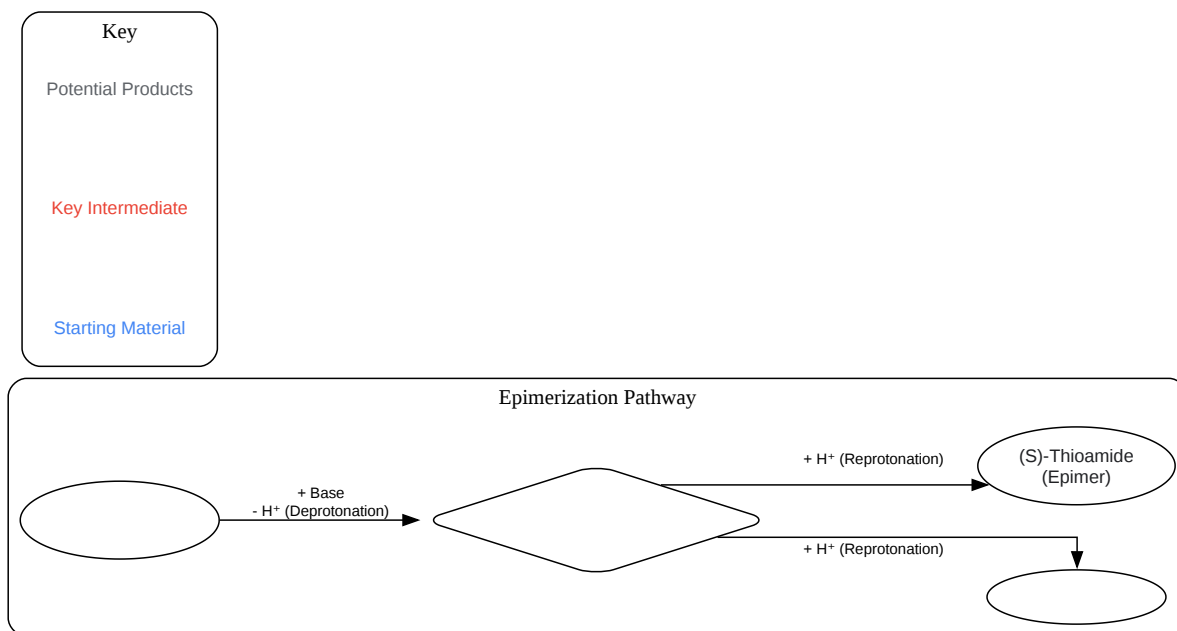 Key
Potential Products
Key Intermediate
Starting Material
Epimerization Pathway
+ Base
- H⁺ (Deprotonation)
+ H⁺ (Reprotonation)
(S)-Thioamide
(Epimer)
+ H⁺ (Reprotonation)